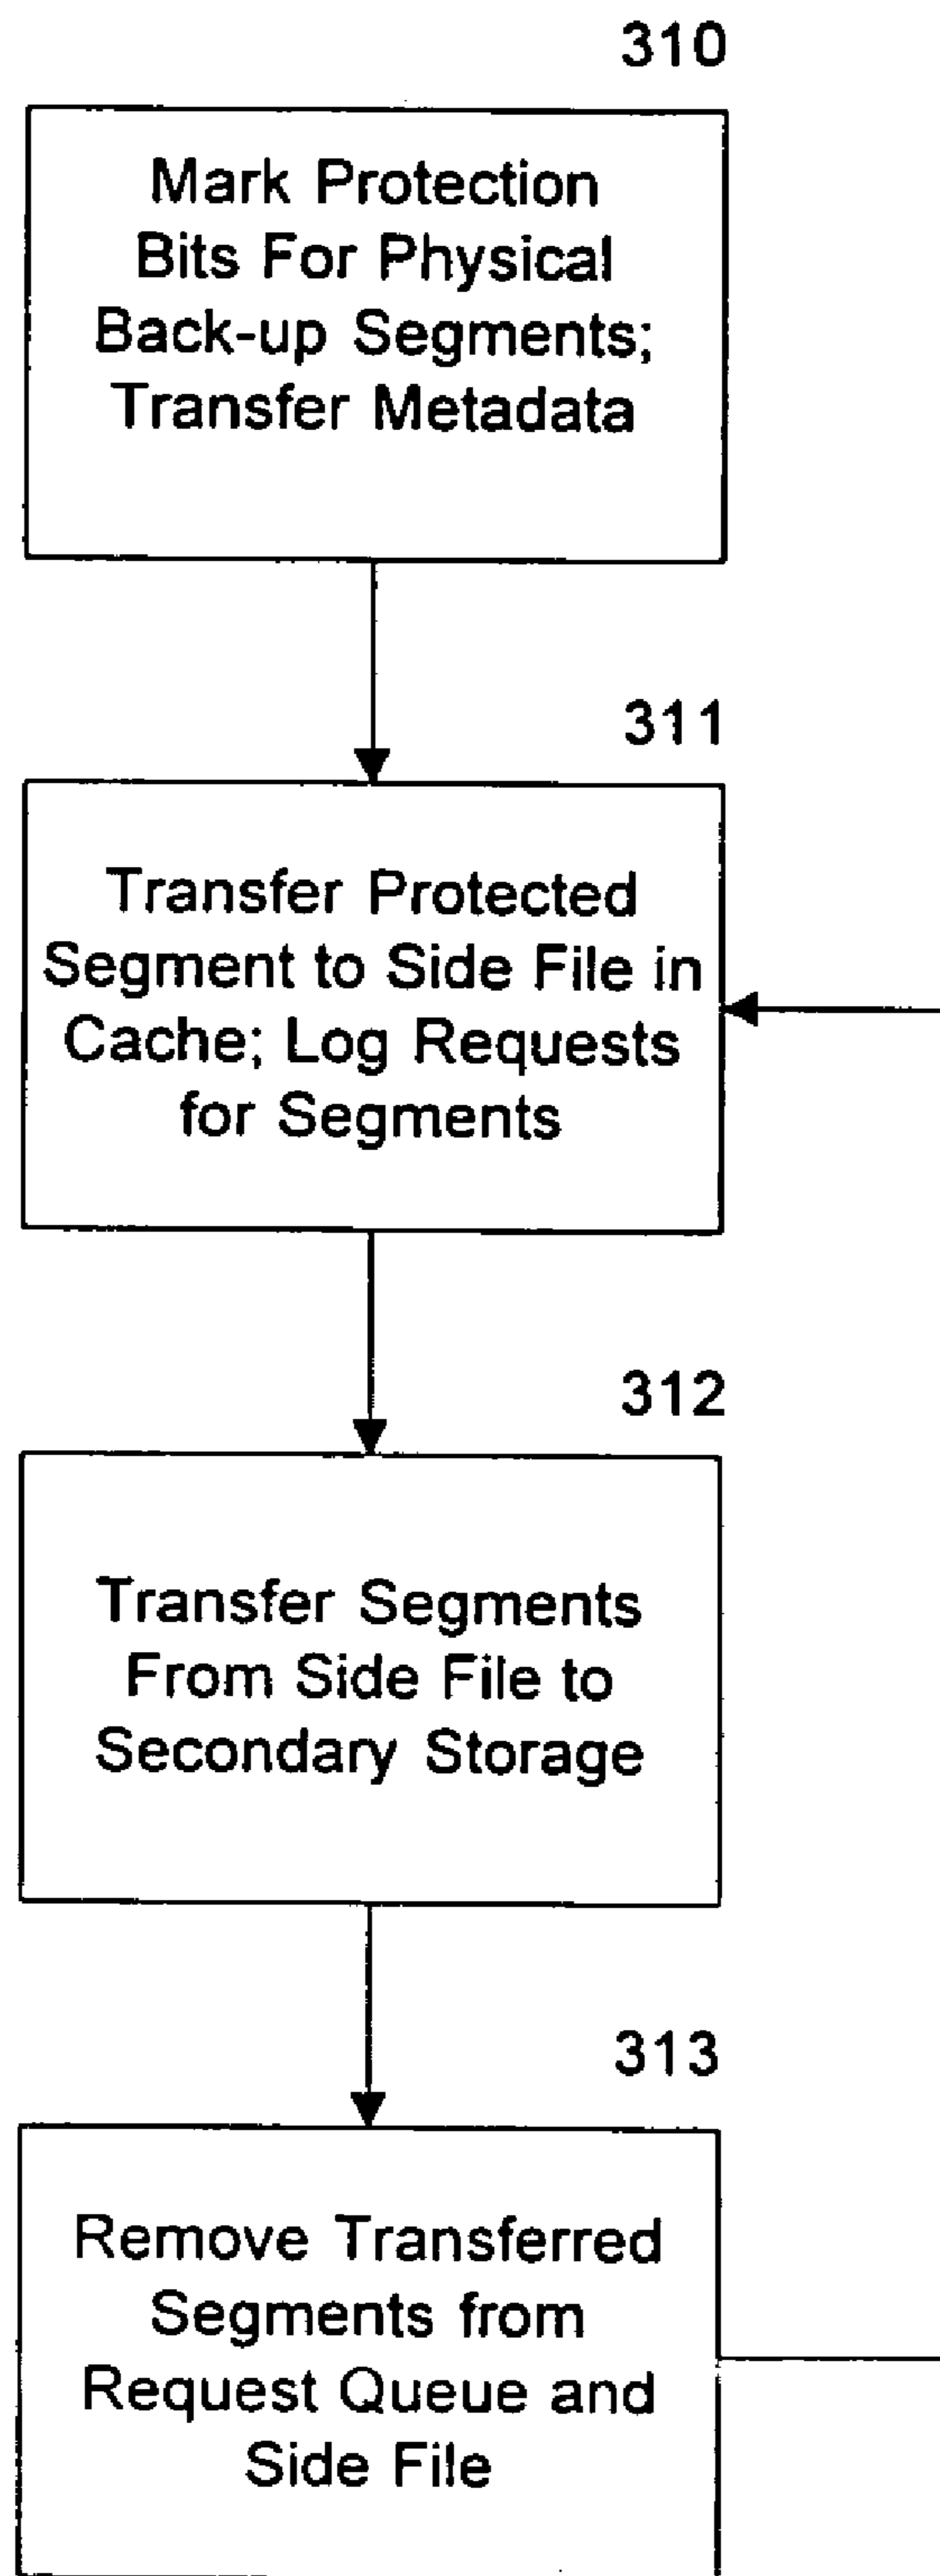 310
Mark Protection
Bits For Physical
Back-up Segments;
Transfer Metadata
311
Transfer Protected
Segment to Side File in
Cache; Log Requests
for Segments
312
Transfer Segments
From Side File to
Secondary Storage
313
Remove Transferred
Segments from
Request Queue and
Side File